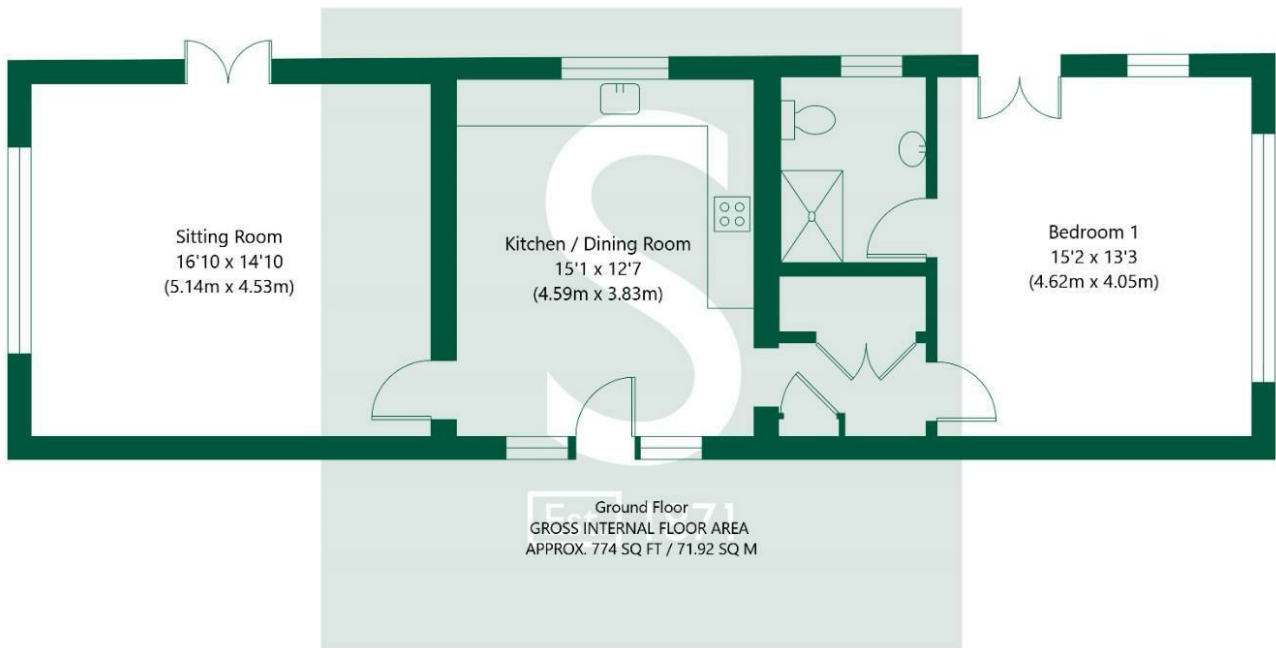 Sitting Room
16'10 x 14'10
(5.14m x 4.53m)
Kitchen / Dining Room
15'1 x 12'7
(4.59m x 3.83m)
Bedroom 1
15'2 x 13'3
(4.62m x 4.05m)
S
Est 1971
Ground Floor
GROSS INTERNAL FLOOR AREA
APPROX. 774 SQ FT / 71.92 SQ M